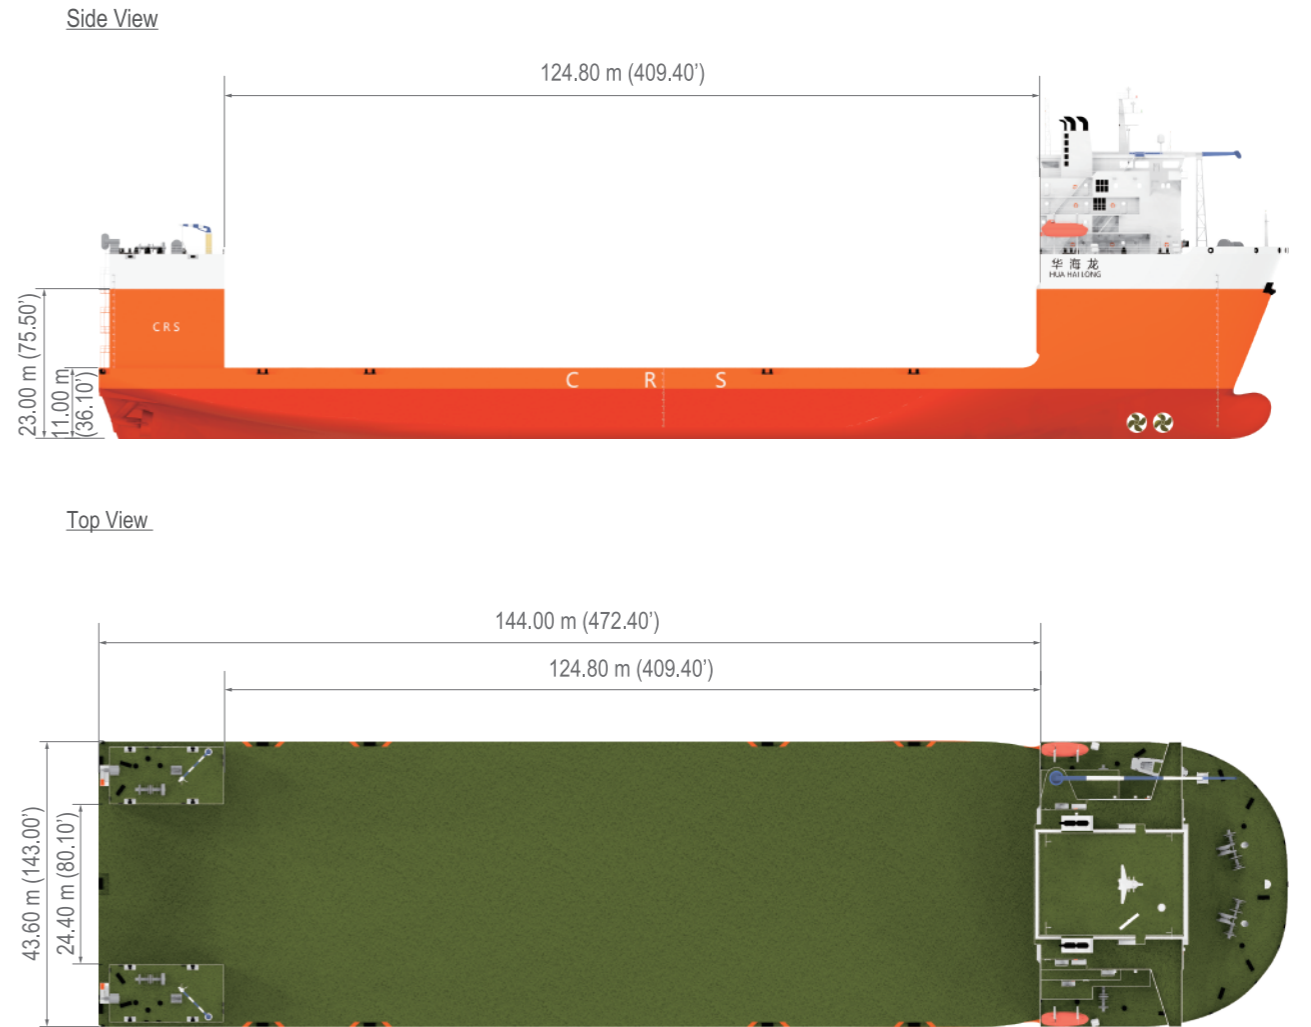 Side View
124.80 m (409.40’)
华 海 龙
HUA HAI LONG
23.00 m (75.50’)
11.00 m
(36.10’)
CRS
C R S
Top View
144.00 m (472.40’)
124.80 m (409.40’)
43.60 m (143.00’)
24.40 m (80.10’)